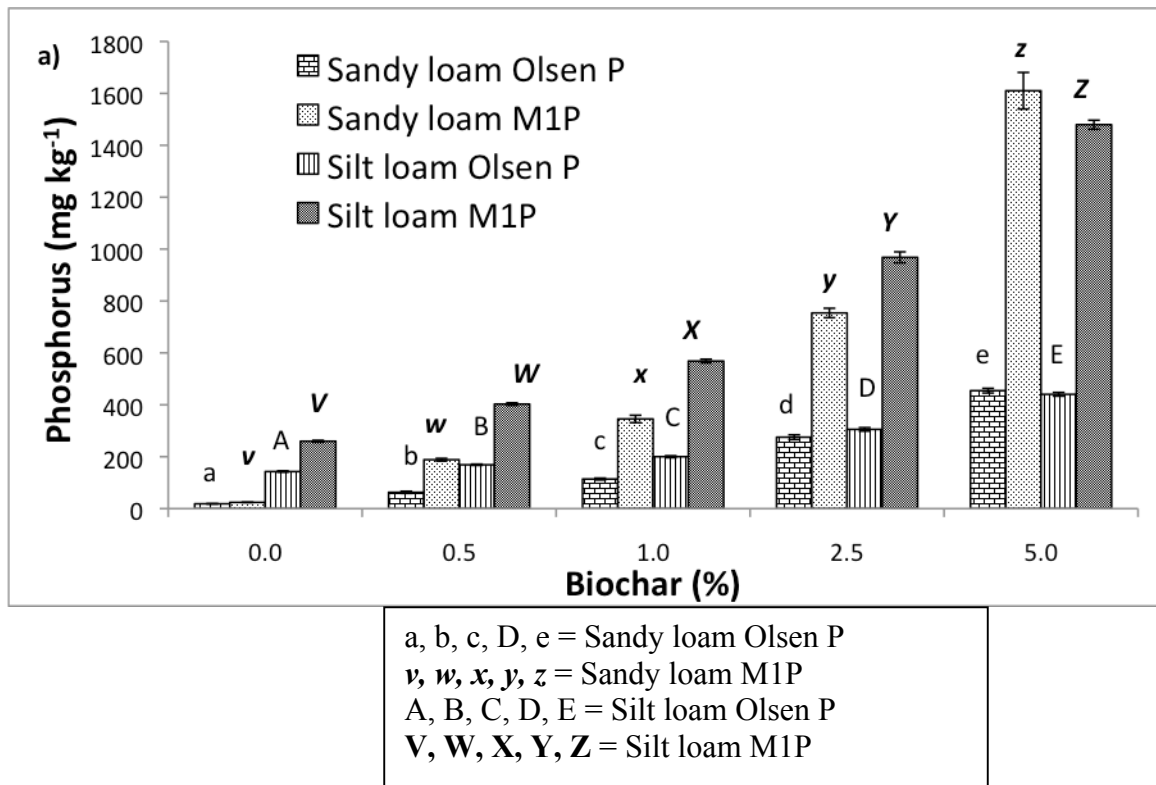 a)
Sandy loam Olsen P
Sandy loam M1P
Silt loam Olsen P
Silt loam M1P
Phosphorus (mg kg⁻¹)
1800
1600
1400
1200
1000
800
600
400
200
0
a v A V
b w B W
c x C X
d y D Y
e z E Z
0.0 0.5 1.0 2.5 5.0
Biochar (%)
a, b, c, D, e = Sandy loam Olsen P
v, w, x, y, z = Sandy loam M1P
A, B, C, D, E = Silt loam Olsen P
V, W, X, Y, Z = Silt loam M1P